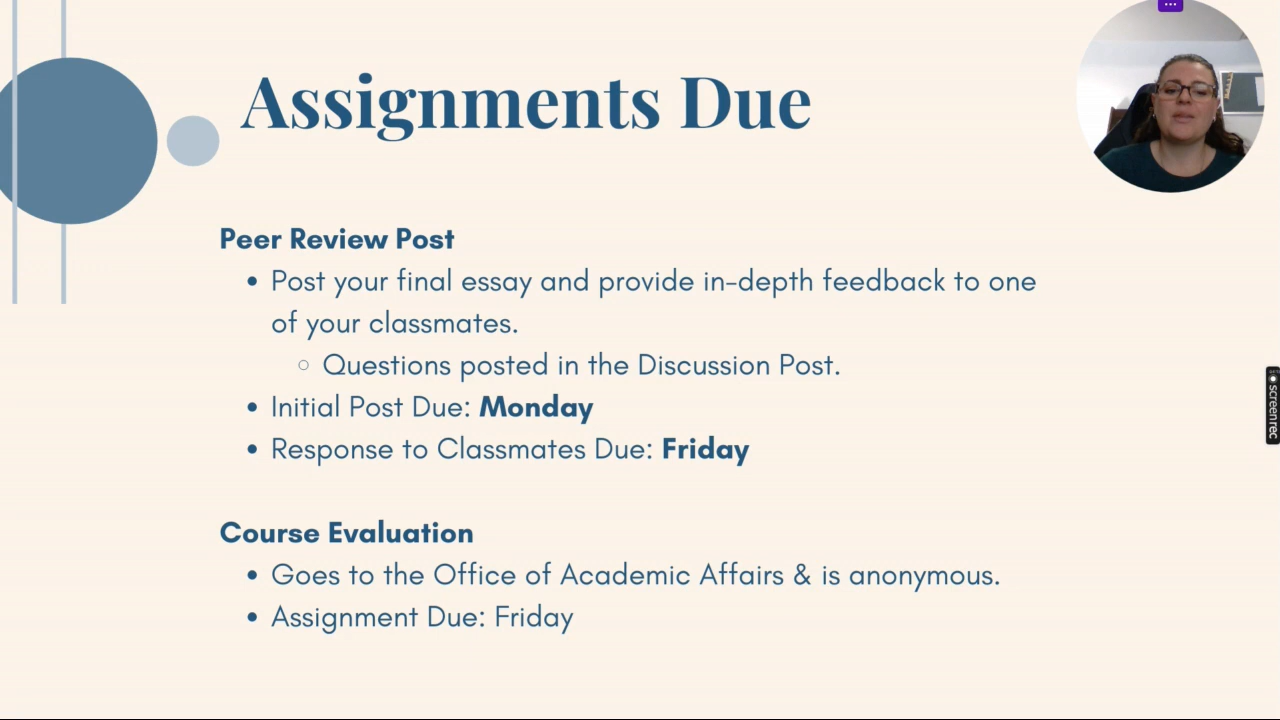 Assignments Due
Peer Review Post
• Post your final essay and provide in-depth feedback to one
of your classmates.
○ Questions posted in the Discussion Post.
• Initial Post Due: Monday
• Response to Classmates Due: Friday
Course Evaluation
• Goes to the Office of Academic Affairs & is anonymous.
• Assignment Due: Friday
screenrec